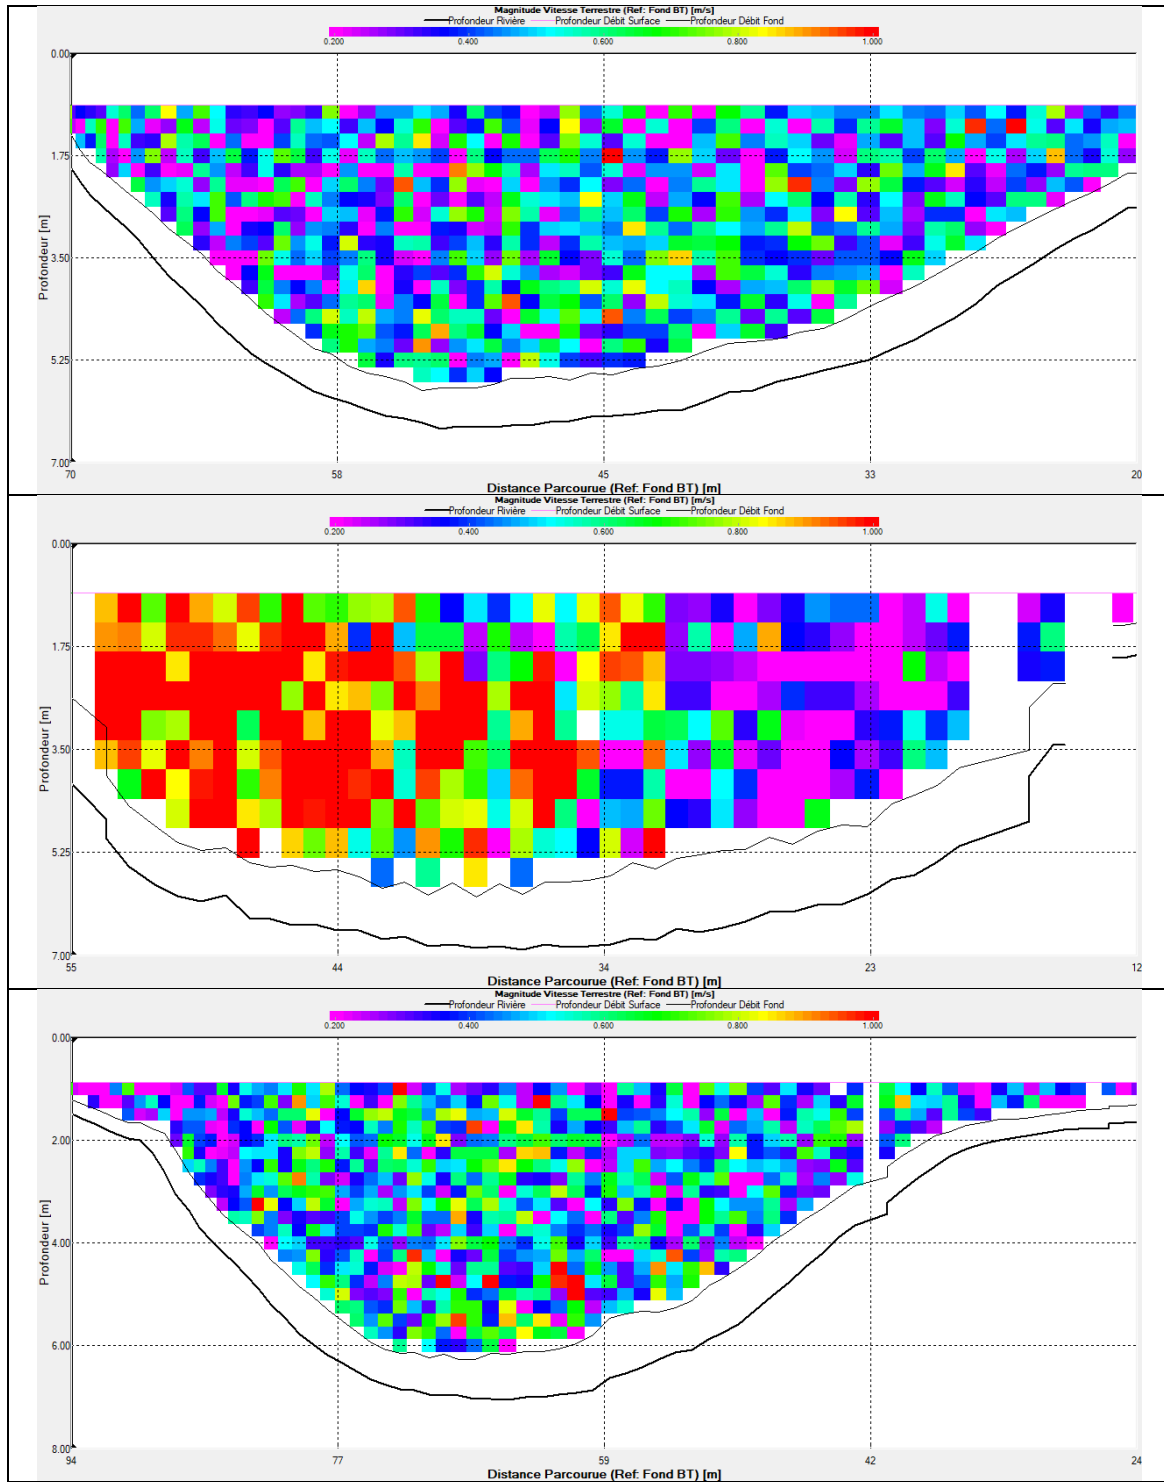 Magnitude Vitesse Terrestre (Ref: Fond BT) [m/s]
Profondeur Rivière Profondeur Débit Surface Profondeur Débit Fond
0.200 0.400 0.600 0.800 1.000
0.00
1.75
3.50
5.25
7.00
Profondeur [m]
70 58 45 33 20
Distance Parcourue (Ref: Fond BT) [m]
Magnitude Vitesse Terrestre (Ref: Fond BT) [m/s]
Profondeur Rivière Profondeur Débit Surface Profondeur Débit Fond
0.200 0.400 0.600 0.800 1.000
0.00
1.75
3.50
5.25
7.00
Profondeur [m]
55 44 34 23 12
Distance Parcourue (Ref: Fond BT) [m]
Magnitude Vitesse Terrestre (Ref: Fond BT) [m/s]
Profondeur Rivière Profondeur Débit Surface Profondeur Débit Fond
0.200 0.400 0.600 0.800 1.000
0.00
2.00
4.00
6.00
8.00
Profondeur [m]
94 77 59 42 24
Distance Parcourue (Ref: Fond BT) [m]